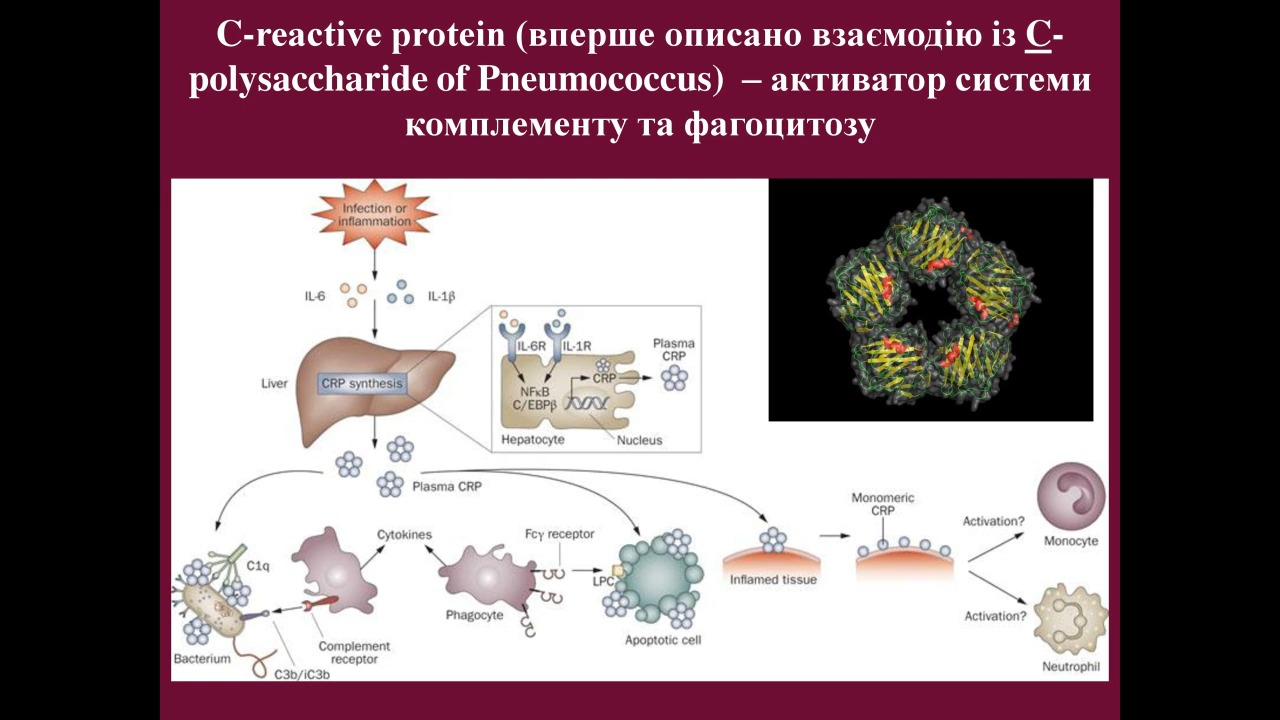 C-reactive protein (вперше описано взаємодію із C-
polysaccharide of Pneumococcus) – активатор системи
комплементу та фагоцитозу
Infection or
inflammation
IL-6
IL-1β
Liver
CRP synthesis
IL-6R
IL-1R
Plasma
CRP
CRP
NFκB
C/EBPβ
Hepatocyte
Nucleus
Plasma CRP
Monomeric
CRP
Activation?
Monocyte
Cytokines
Fcγ receptor
C1q
LPC
Inflamed tissue
Phagocyte
Activation?
Apoptotic cell
Complement
receptor
Bacterium
C3b/iC3b
Neutrophil